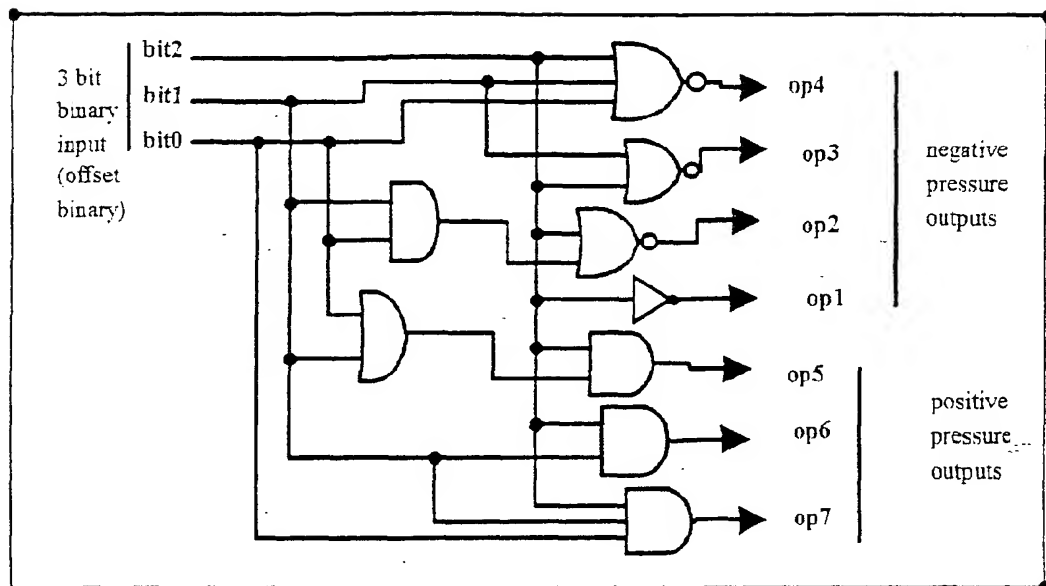 3 bit
binary
input
(offset
binary)
bit2
bit1
bit0
op4
op3
op2
op1
op5
op6
op7
negative
pressure
outputs
positive
pressure
outputs